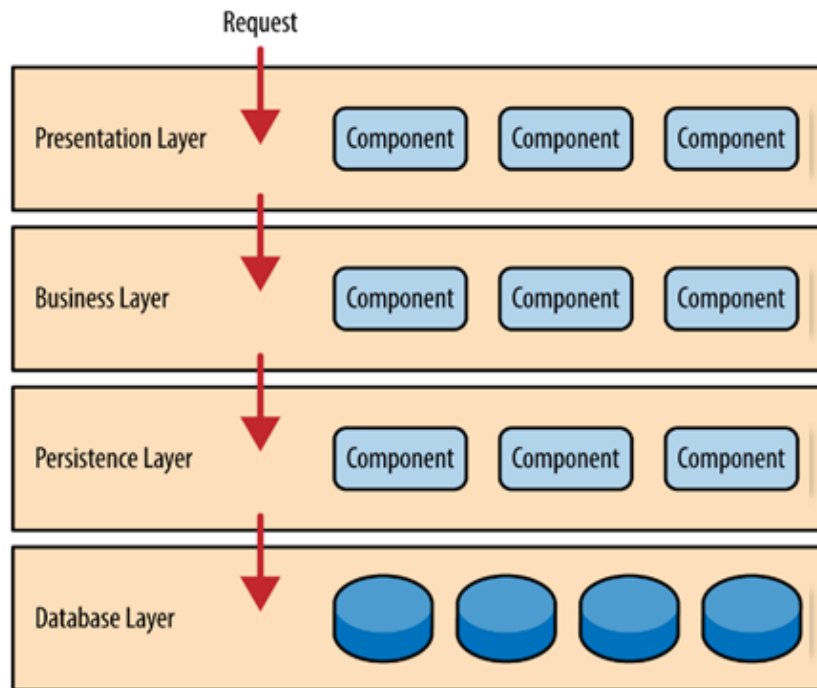 Request
Presentation Layer
Component
Component
Component
Business Layer
Component
Component
Component
Persistence Layer
Component
Component
Component
Database Layer